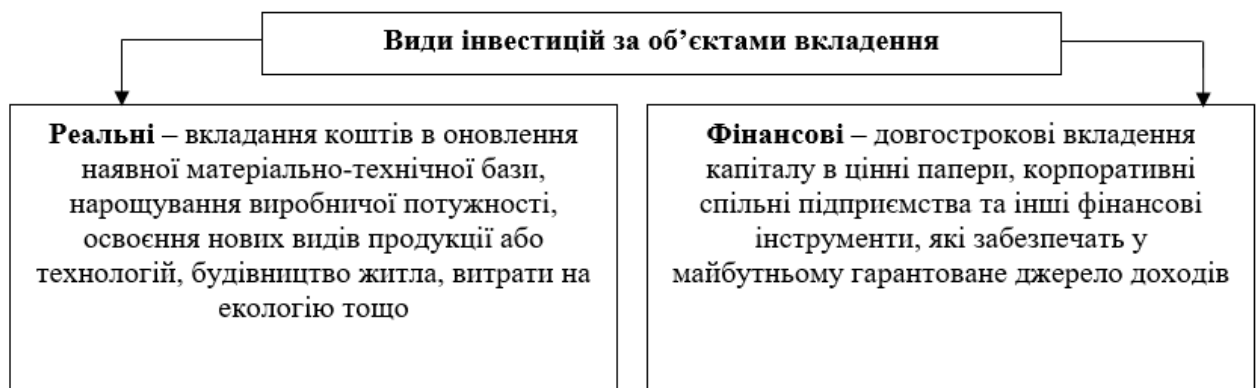 Види інвестицій за об’єктами вкладення
Реальні – вкладання коштів в оновлення
наявної матеріально-технічної бази,
нарощування виробничої потужності,
освоєння нових видів продукції або
технологій, будівництво житла, витрати на
екологію тощо
Фінансові – довгострокові вкладення
капіталу в цінні папери, корпоративні
спільні підприємства та інші фінансові
інструменти, які забезпечать у
майбутньому гарантоване джерело доходів